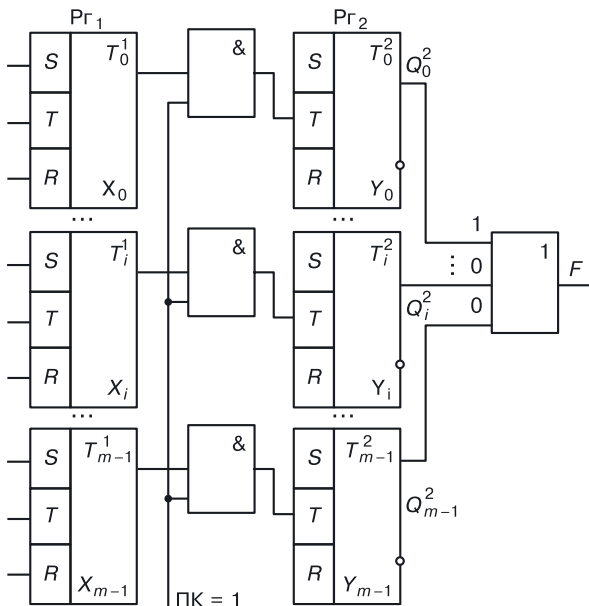 Рг₁ Рг₂
S T₀¹ & S T₀² Q₀²
T T
R X₀ R Y₀
... ... 1
S Tᵢ¹ & S Tᵢ² ⋮ 0 1 F
T T Qᵢ² 0
R Xᵢ R Yᵢ
... ...
S Tₘ₋₁¹ & S Tₘ₋₁²
T T Qₘ₋₁²
R Xₘ₋₁ R Yₘ₋₁
ПК = 1